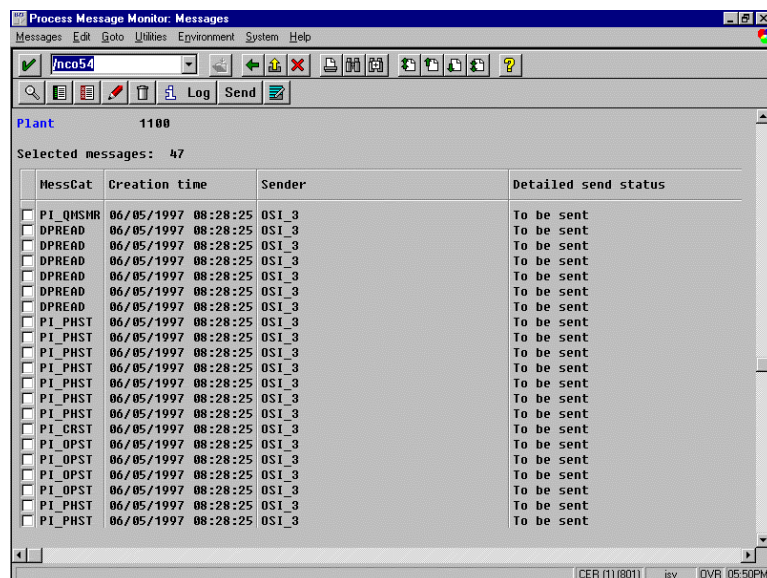 Process Message Monitor: Messages
Messages Edit Goto Utilities Environment System Help
/nco54
Log Send
Plant 1100
Selected messages: 47
MessCat Creation time Sender Detailed send status
PI_QMSMR 06/05/1997 08:28:25 OSI_3 To be sent
DPREAD 06/05/1997 08:28:25 OSI_3 To be sent
DPREAD 06/05/1997 08:28:25 OSI_3 To be sent
DPREAD 06/05/1997 08:28:25 OSI_3 To be sent
DPREAD 06/05/1997 08:28:25 OSI_3 To be sent
DPREAD 06/05/1997 08:28:25 OSI_3 To be sent
DPREAD 06/05/1997 08:28:25 OSI_3 To be sent
PI_PHST 06/05/1997 08:28:25 OSI_3 To be sent
PI_PHST 06/05/1997 08:28:25 OSI_3 To be sent
PI_PHST 06/05/1997 08:28:25 OSI_3 To be sent
PI_PHST 06/05/1997 08:28:25 OSI_3 To be sent
PI_PHST 06/05/1997 08:28:25 OSI_3 To be sent
PI_PHST 06/05/1997 08:28:25 OSI_3 To be sent
PI_CRST 06/05/1997 08:28:25 OSI_3 To be sent
PI_OPST 06/05/1997 08:28:25 OSI_3 To be sent
PI_OPST 06/05/1997 08:28:25 OSI_3 To be sent
PI_OPST 06/05/1997 08:28:25 OSI_3 To be sent
PI_OPST 06/05/1997 08:28:25 OSI_3 To be sent
PI_PHST 06/05/1997 08:28:25 OSI_3 To be sent
PI_PHST 06/05/1997 08:28:25 OSI_3 To be sent
CER (1) (801) isy OVR 05:50PM